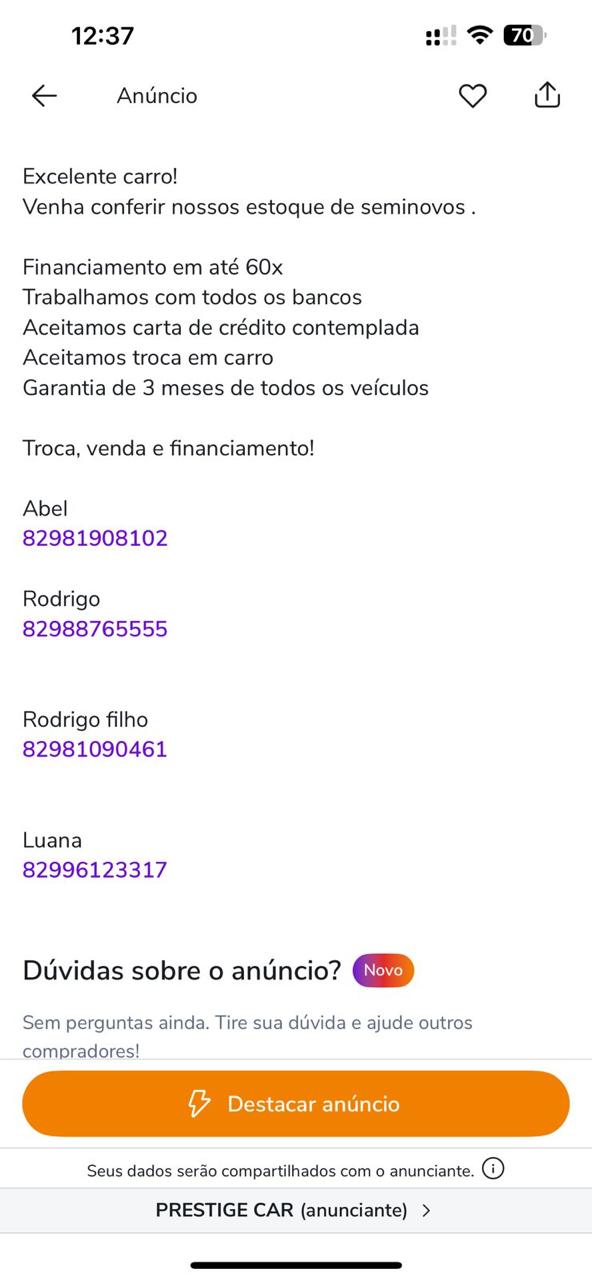 12:37
70
Anúncio
Excelente carro!
Venha conferir nossos estoque de seminovos .
Financiamento em até 60x
Trabalhamos com todos os bancos
Aceitamos carta de crédito contemplada
Aceitamos troca em carro
Garantia de 3 meses de todos os veículos
Troca, venda e financiamento!
Abel
82981908102
Rodrigo
82988765555
Rodrigo filho
82981090461
Luana
82996123317
Dúvidas sobre o anúncio? Novo
Sem perguntas ainda. Tire sua dúvida e ajude outros
compradores!
Destacar anúncio
Seus dados serão compartilhados com o anunciante.
PRESTIGE CAR (anunciante)